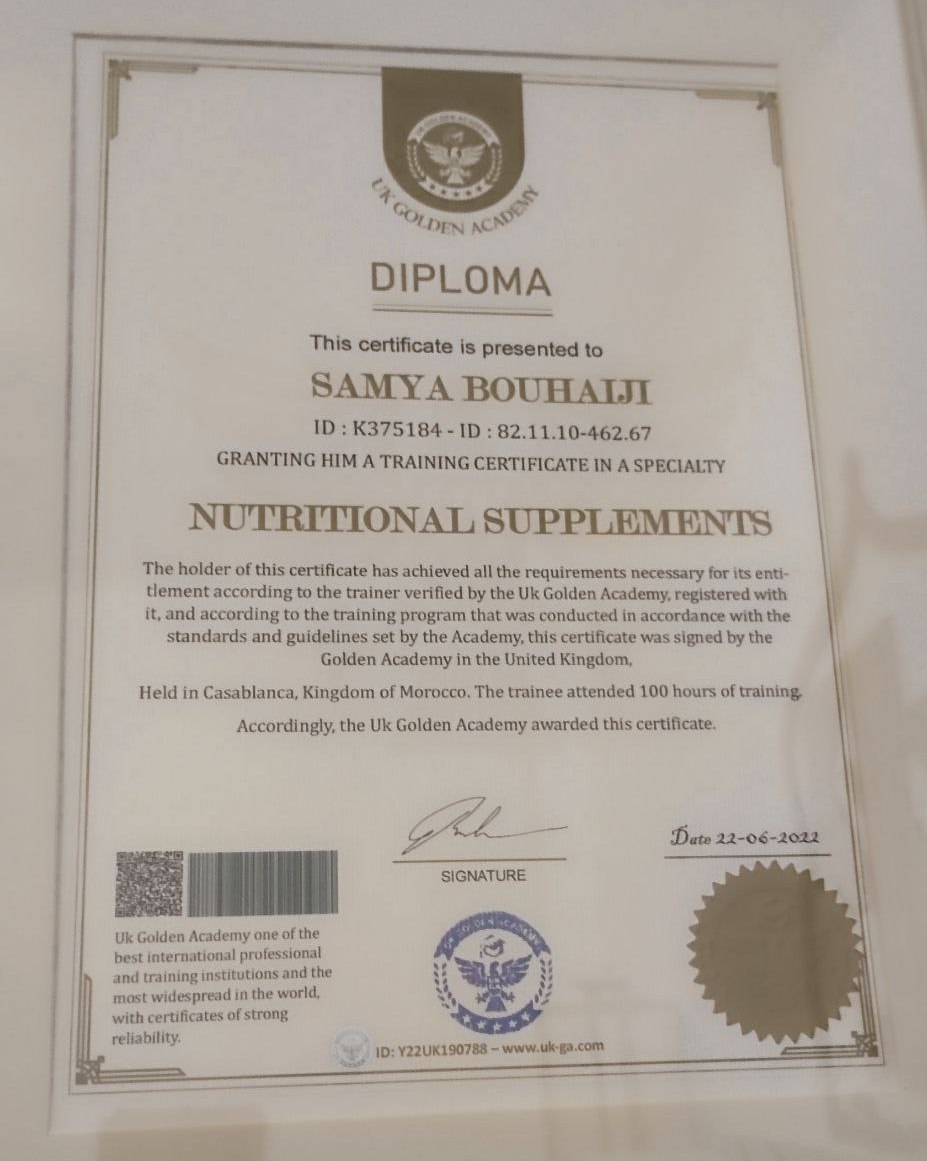 UK GOLDEN ACADEMY
DIPLOMA
This certificate is presented to
SAMYA BOUHAIJI
ID : K375184 - ID : 82.11.10-462.67
GRANTING HIM A TRAINING CERTIFICATE IN A SPECIALTY
NUTRITIONAL SUPPLEMENTS
The holder of this certificate has achieved all the requirements necessary for its enti-
tlement according to the trainer verified by the Uk Golden Academy, registered with
it, and according to the training program that was conducted in accordance with the
standards and guidelines set by the Academy, this certificate was signed by the
Golden Academy in the United Kingdom,
Held in Casablanca, Kingdom of Morocco. The trainee attended 100 hours of training.
Accordingly, the Uk Golden Academy awarded this certificate.
Date 22-06-2022
SIGNATURE
Uk Golden Academy one of the
best international professional
and training institutions and the
most widespread in the world,
with certificates of strong
reliability.
UK GOLDEN ACADEMY
ID: Y22UK190788 – www.uk-ga.com